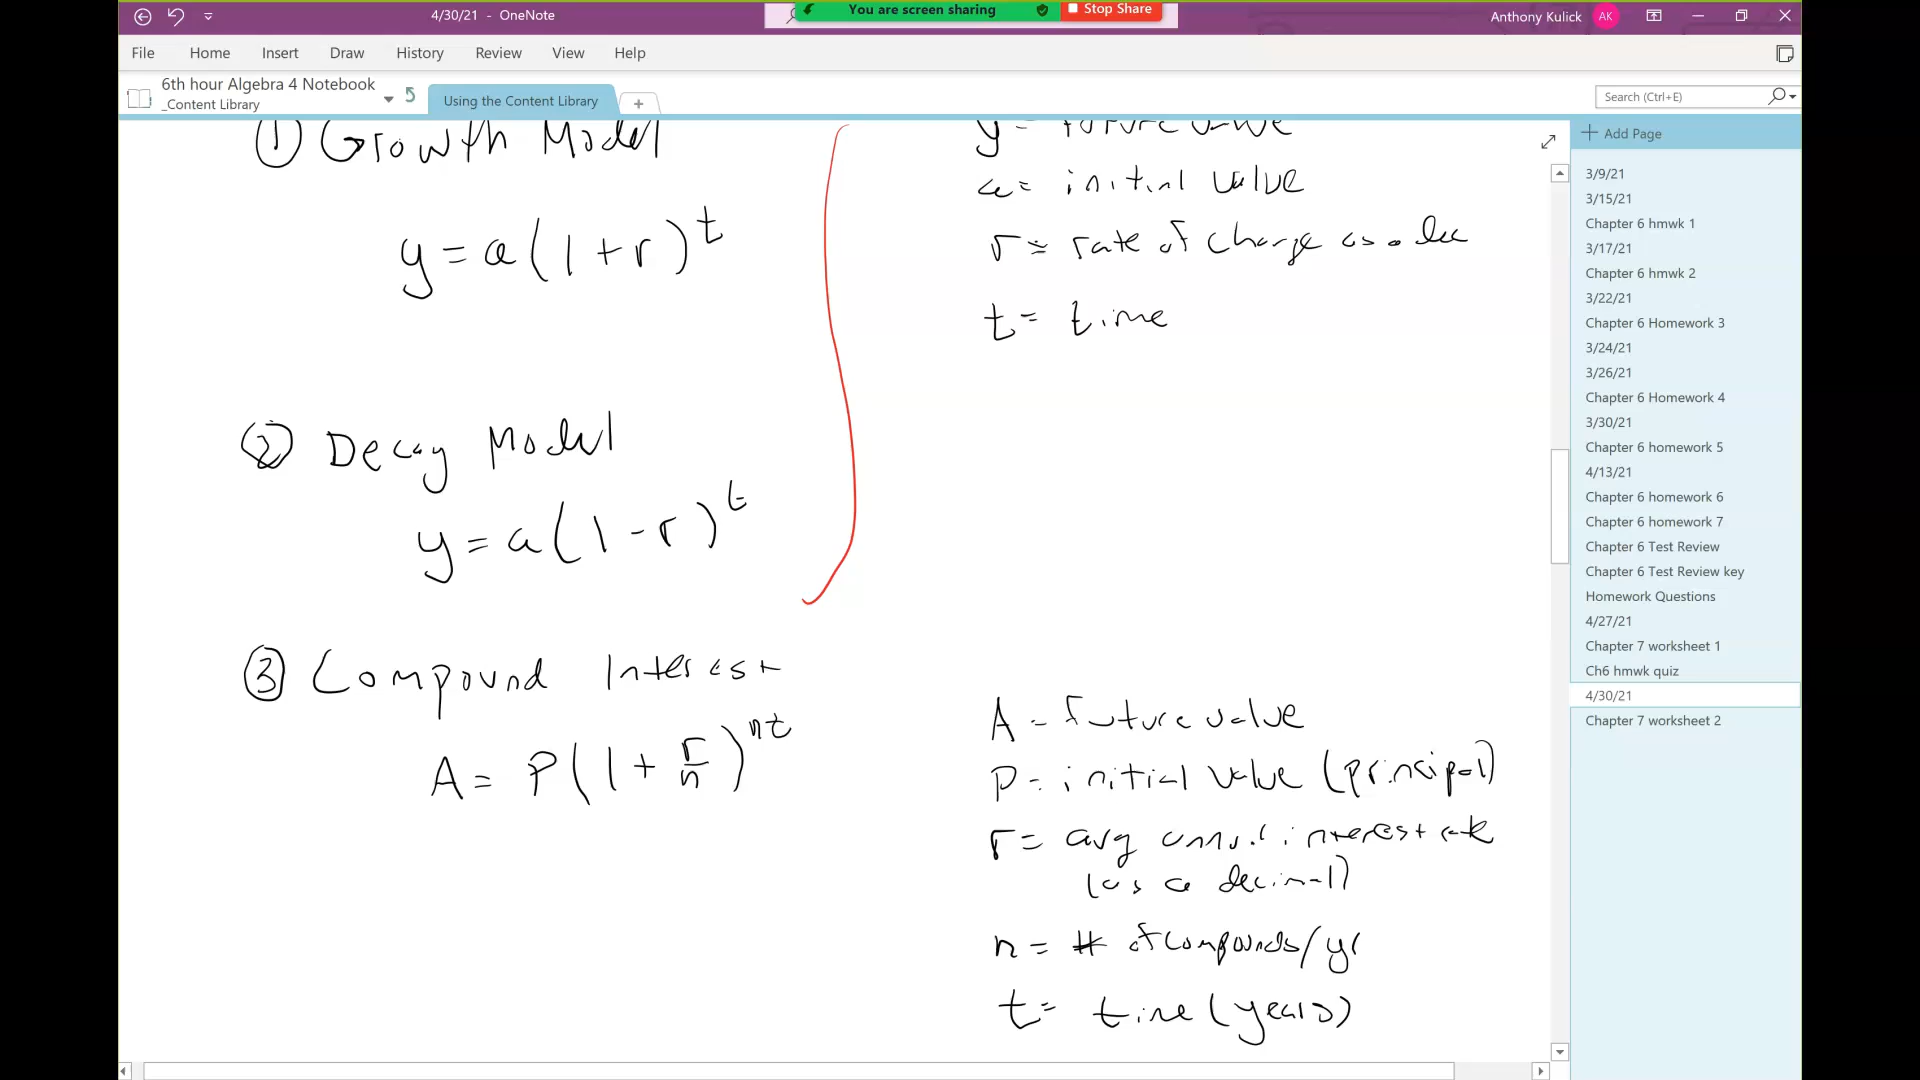 4/30/21 - OneNote
You are screen sharing
Stop Share
Anthony Kulick
AK
File
Home
Insert
Draw
History
Review
View
Help
6th hour Algebra 4 Notebook
_Content Library
Using the Content Library
Search (Ctrl+E)
① Growth Model
y = a(1+r)^t
② Decay Model
y = a(1-r)^t
③ Compound Interest
A = P(1 + r/n)^nt
y = future value
a = initial value
r = rate of change as a dec
t = time
A = future value
P = initial value (principal)
r = avg annual interest rate
(as a decimal)
n = # of compounds/yr
t = time (years)
Add Page
3/9/21
3/15/21
Chapter 6 hmwk 1
3/17/21
Chapter 6 hmwk 2
3/22/21
Chapter 6 Homework 3
3/24/21
3/26/21
Chapter 6 Homework 4
3/30/21
Chapter 6 homework 5
4/13/21
Chapter 6 homework 6
Chapter 6 homework 7
Chapter 6 Test Review
Chapter 6 Test Review key
Homework Questions
4/27/21
Chapter 7 worksheet 1
Ch6 hmwk quiz
4/30/21
Chapter 7 worksheet 2